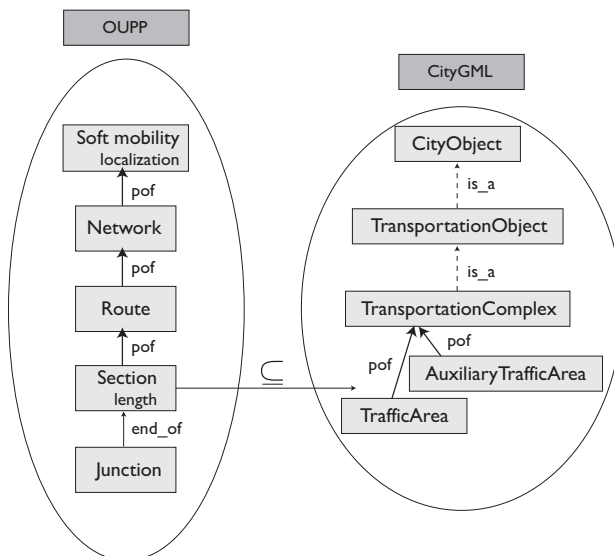 OUPP
CityGML
Soft mobility
localization
pof
Network
pof
Route
pof
Section
length
end_of
Junction
⊆
CityObject
is_a
TransportationObject
is_a
TransportationComplex
pof
pof
AuxiliaryTrafficArea
TrafficArea